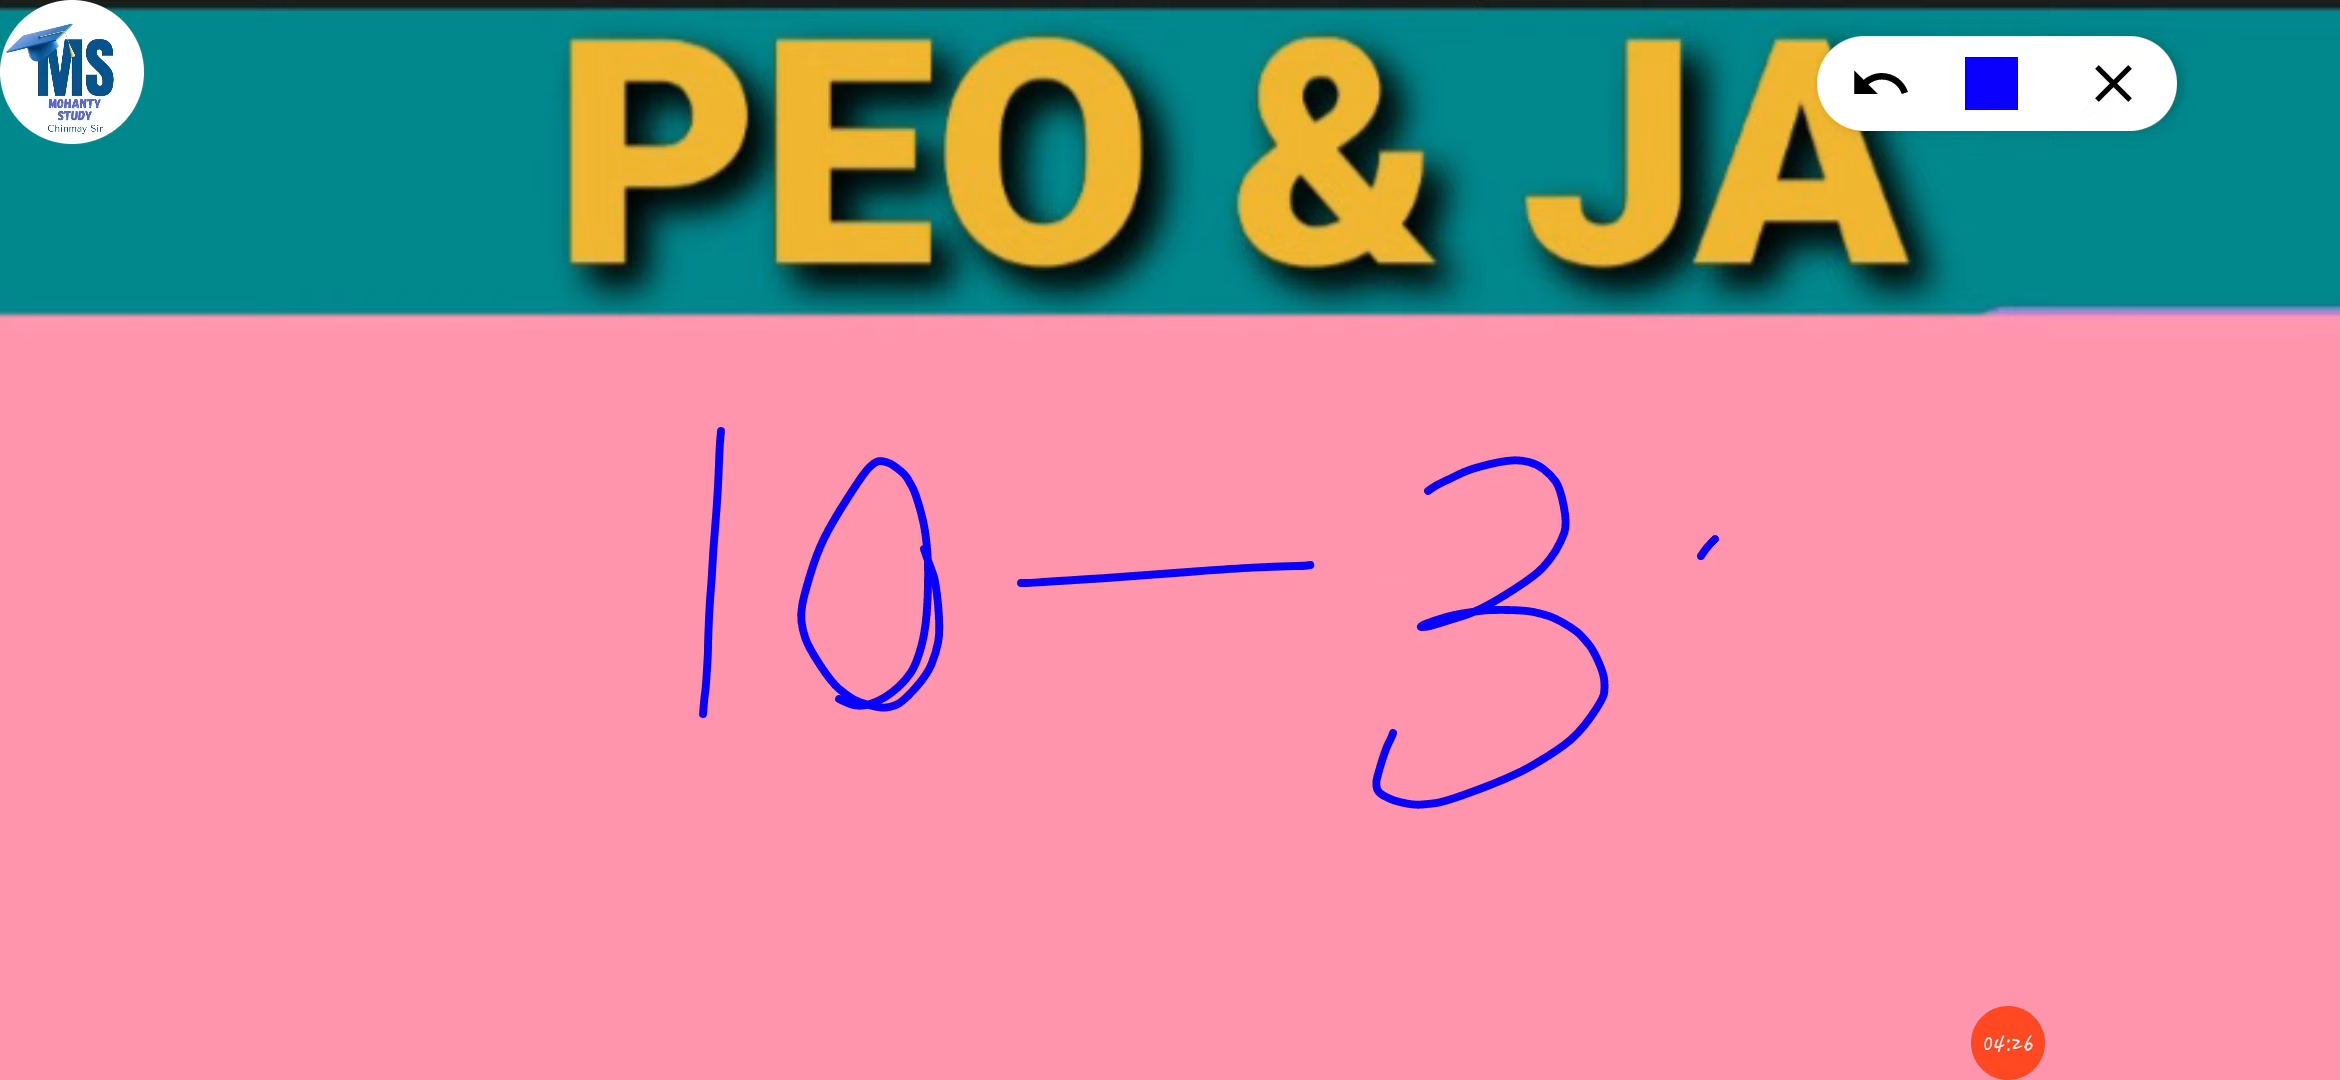 MS
MOHANTY
STUDY
Chinmay Sir
PEO & JA
10 — 3
04:26